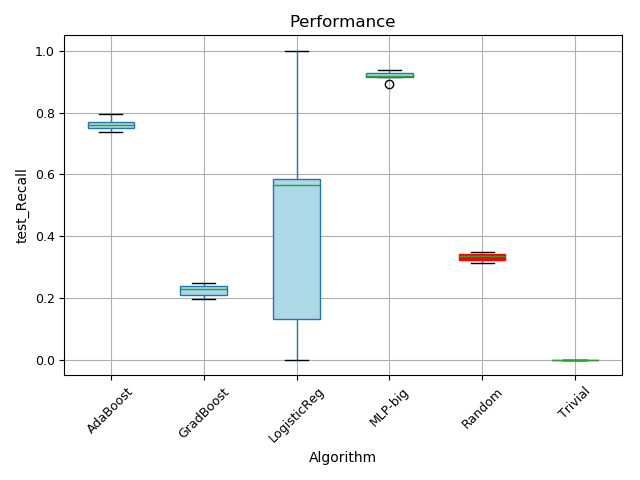 Performance
test_Recall
1.0
0.8
0.6
0.4
0.2
0.0
AdaBoost
GradBoost
LogisticReg
MLP-big
Random
Trivial
Algorithm